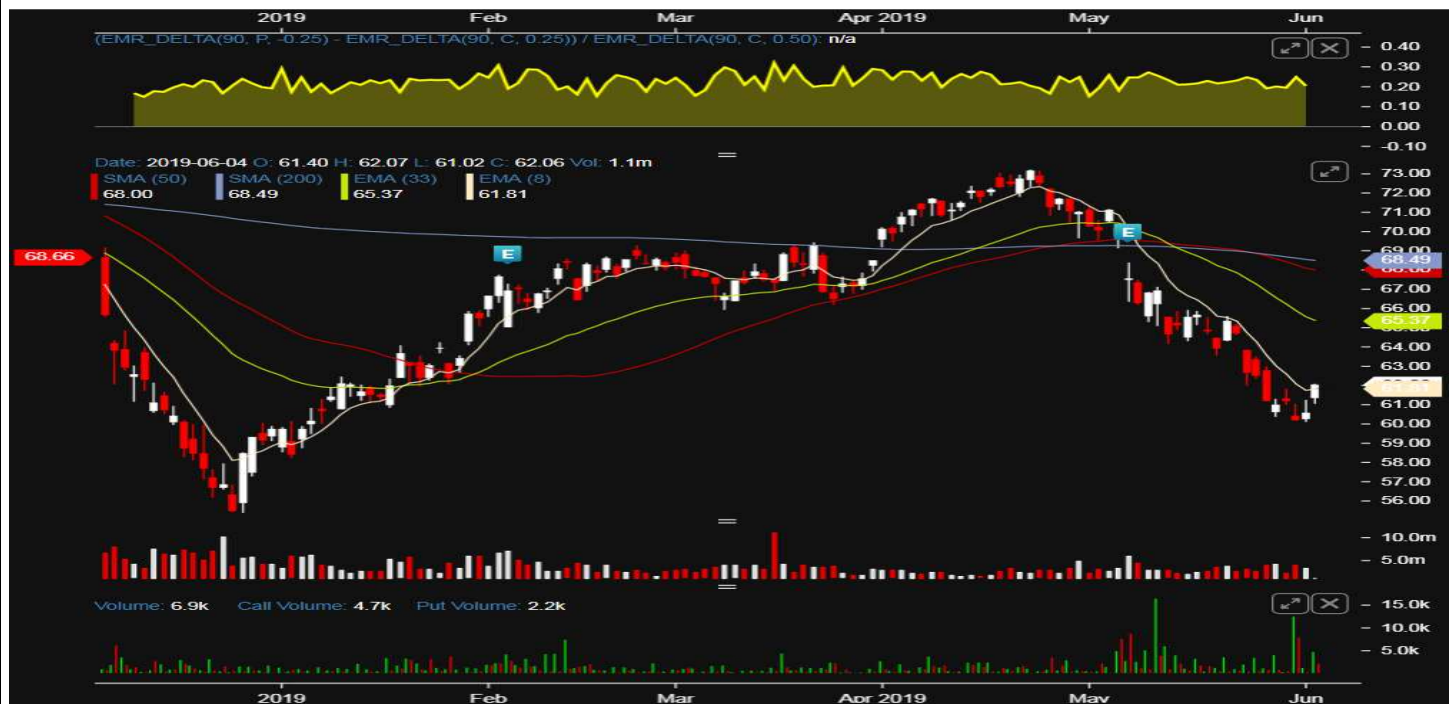 2019 Feb Mar Apr 2019 May Jun
(EMR_DELTA(90, P, -0.25) - EMR_DELTA(90, C, 0.25)) / EMR_DELTA(90, C, 0.50): n/a
0.40
0.30
0.20
0.10
0.00
-0.10
Date: 2019-06-04 O: 61.40 H: 62.07 L: 61.02 C: 62.06 Vol: 1.1m
SMA (50) SMA (200) EMA (33) EMA (8)
68.00 68.49 65.37 61.81
73.00
72.00
71.00
70.00
E
E
69.00
68.66
68.49
67.00
66.00
65.37
64.00
63.00
61.00
60.00
59.00
58.00
57.00
56.00
10.0m
5.0m
Volume: 6.9k Call Volume: 4.7k Put Volume: 2.2k
15.0k
10.0k
5.0k
2019 Feb Mar Apr 2019 May Jun